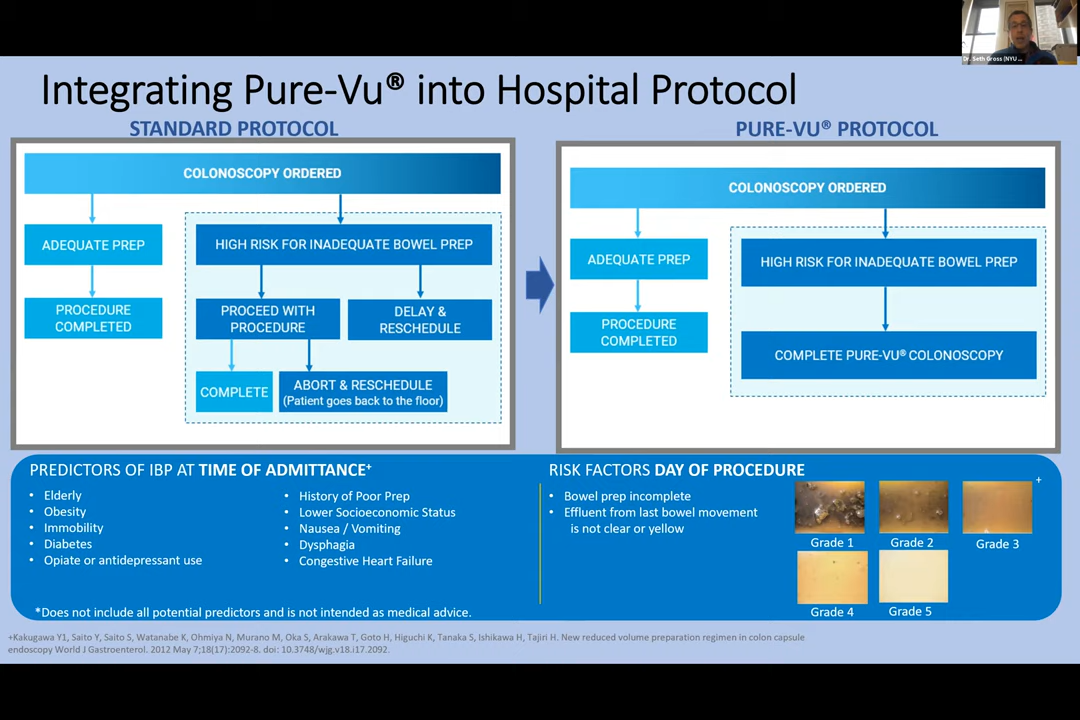 Dr. Seth Gross (NYU ...
Integrating Pure-Vu® into Hospital Protocol
STANDARD PROTOCOL
COLONOSCOPY ORDERED
ADEQUATE PREP
HIGH RISK FOR INADEQUATE BOWEL PREP
PROCEDURE
COMPLETED
PROCEED WITH
PROCEDURE
DELAY &
RESCHEDULE
COMPLETE
ABORT & RESCHEDULE
(Patient goes back to the floor)
PURE-VU® PROTOCOL
COLONOSCOPY ORDERED
ADEQUATE PREP
HIGH RISK FOR INADEQUATE BOWEL PREP
PROCEDURE
COMPLETED
COMPLETE PURE-VU® COLONOSCOPY
PREDICTORS OF IBP AT TIME OF ADMITTANCE+
• Elderly
• Obesity
• Immobility
• Diabetes
• Opiate or antidepressant use
• History of Poor Prep
• Lower Socioeconomic Status
• Nausea / Vomiting
• Dysphagia
• Congestive Heart Failure
*Does not include all potential predictors and is not intended as medical advice.
RISK FACTORS DAY OF PROCEDURE
• Bowel prep incomplete
• Effluent from last bowel movement
is not clear or yellow
+
Grade 1
Grade 2
Grade 3
Grade 4
Grade 5
+Kakugawa Y1, Saito Y, Saito S, Watanabe K, Ohmiya N, Murano M, Oka S, Arakawa T, Goto H, Higuchi K, Tanaka S, Ishikawa H, Tajiri H. New reduced volume preparation regimen in colon capsule
endoscopy World J Gastroenterol. 2012 May 7;18(17):2092-8. doi: 10.3748/wjg.v18.i17.2092.